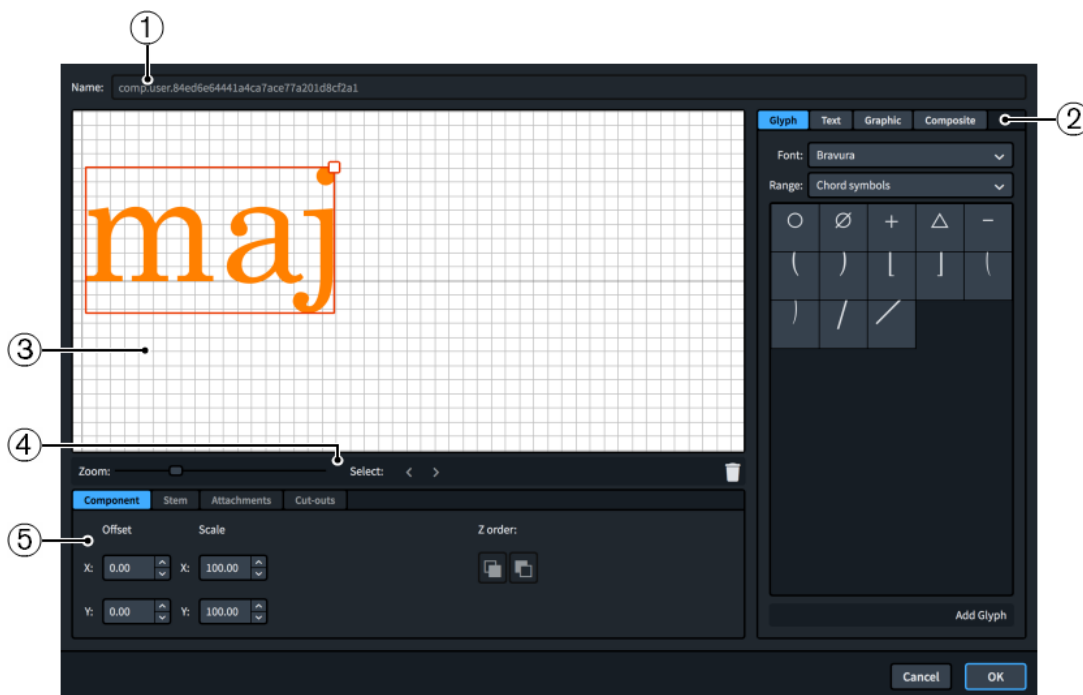 1
Name: comp.user.84ed6e64441a4ca7ace77a201d8cf2a1
Glyph Text Graphic Composite
2
Font: Bravura
Range: Chord symbols
maj
3
4
Zoom: Select: < >
Component Stem Attachments Cut-outs
Offset Scale Z order:
5
X: 0.00 X: 100.00
Y: 0.00 Y: 100.00
Add Glyph
Cancel OK